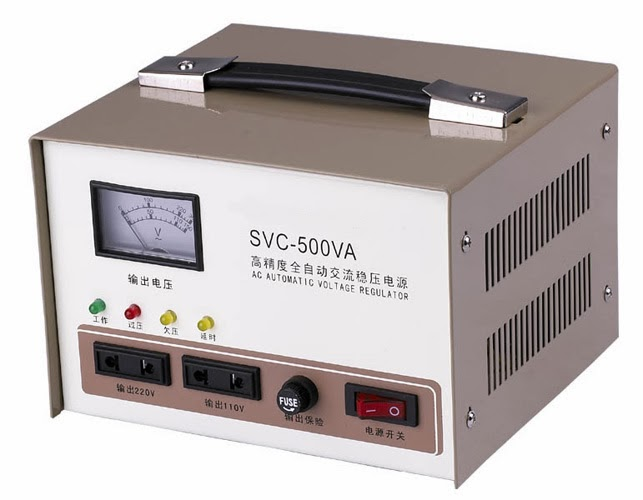 SVC-500VA
高精度全自动交流稳压电源
AC AUTOMATIC VOLTAGE REGULATOR
V
输出电压
工作
过压
欠压
延时
输出220V
输出110V
FUSE
输出保险
电源开关